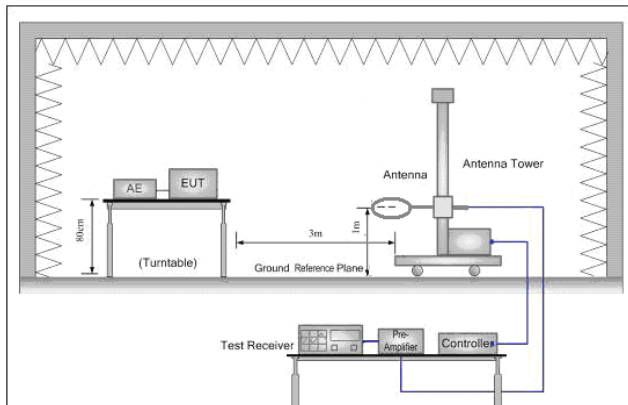 Antenna
Antenna Tower
AE
EUT
80cm
(Turntable)
3m
1m
Ground Reference Plane
Test Receiver
Pre-
Amplifier
Controller